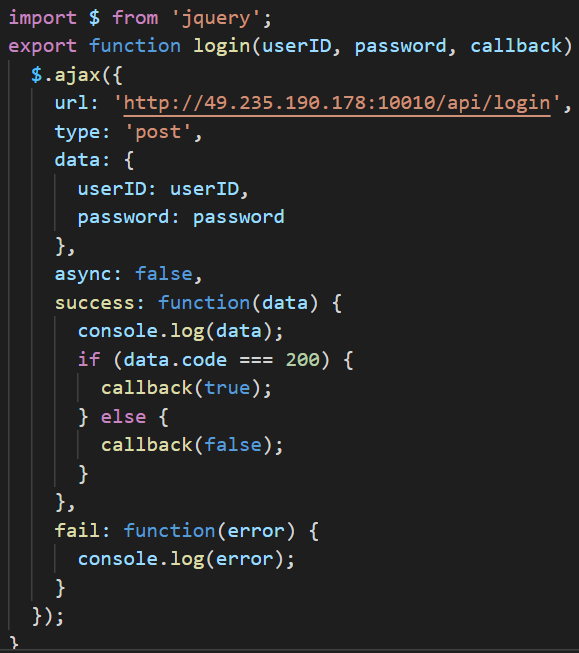 import $ from 'jquery';
export function login(userID, password, callback)
$.ajax({
url: 'http://49.235.190.178:10010/api/login',
type: 'post',
data: {
userID: userID,
password: password
},
async: false,
success: function(data) {
console.log(data);
if (data.code === 200) {
callback(true);
} else {
callback(false);
}
},
fail: function(error) {
console.log(error);
}
});
}